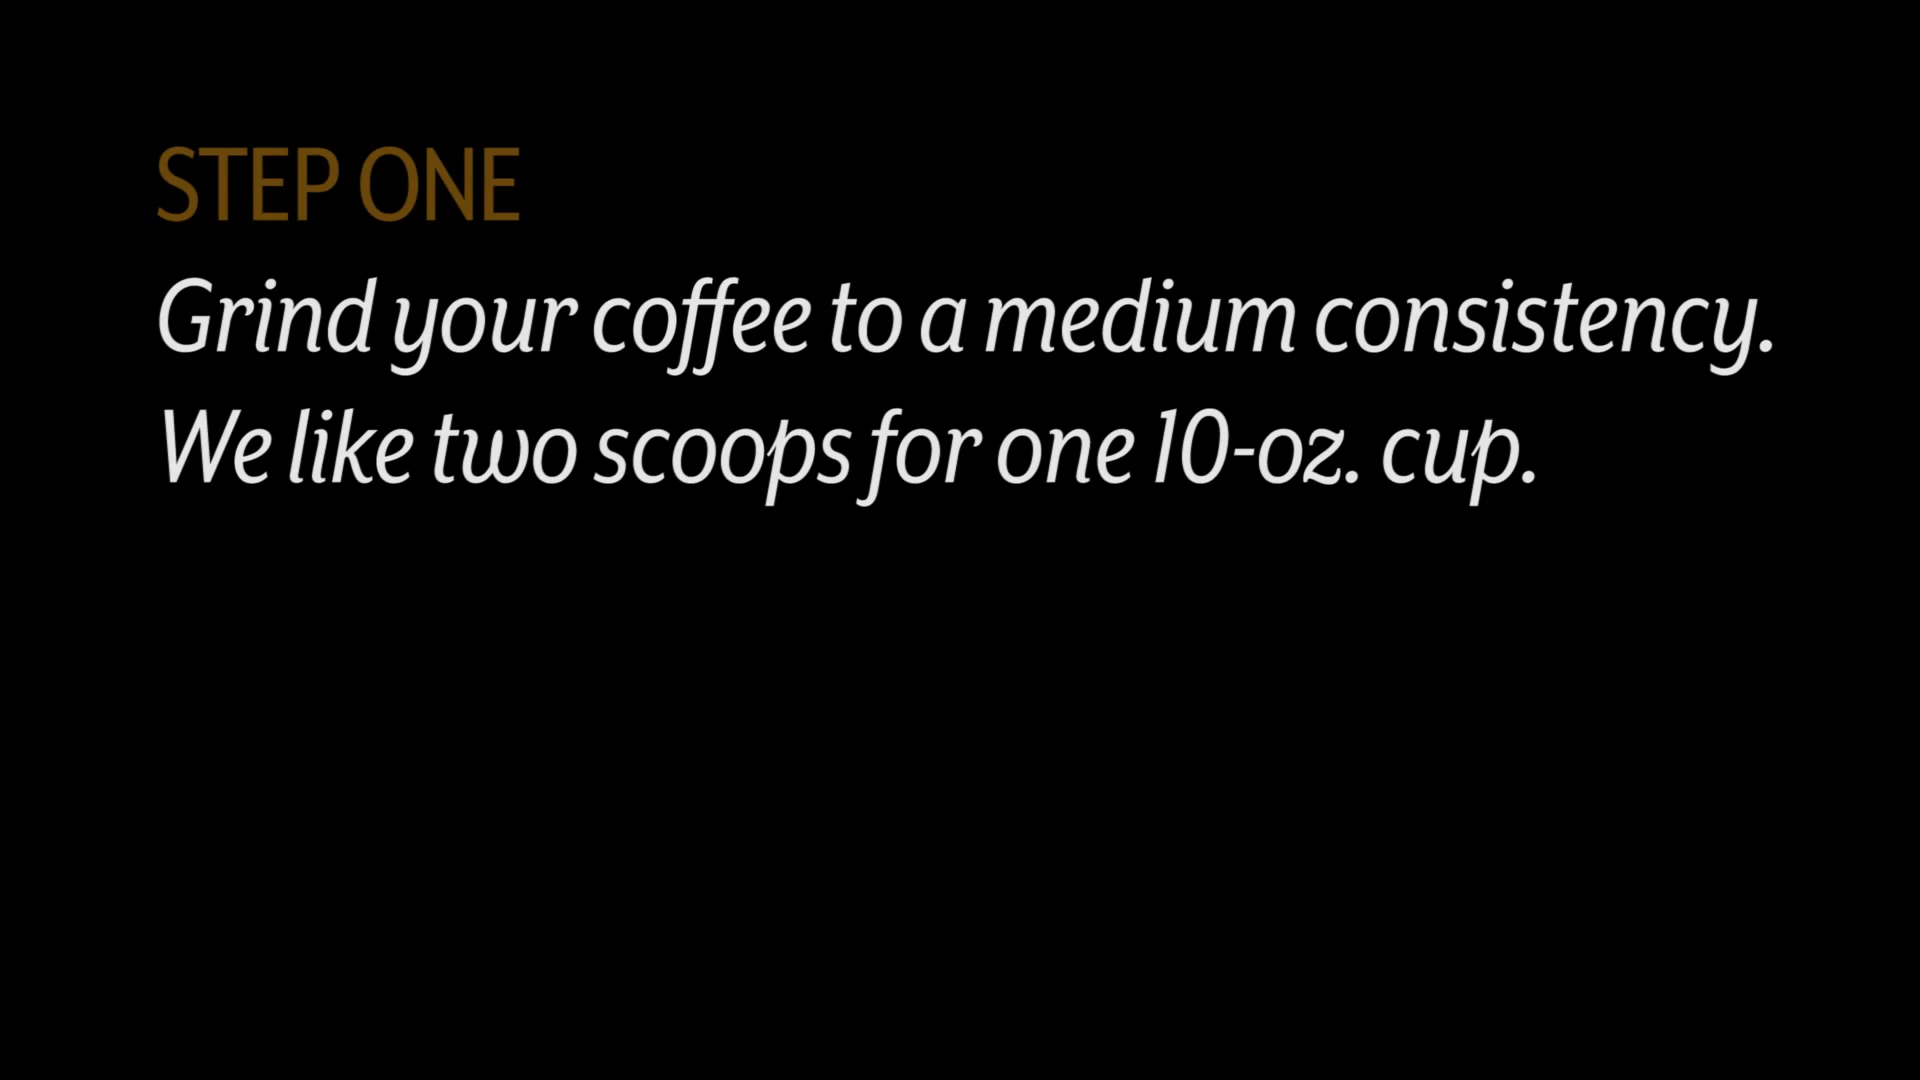 STEP ONE
Grind your coffee to a medium consistency.
We like two scoops for one 10-oz. cup.